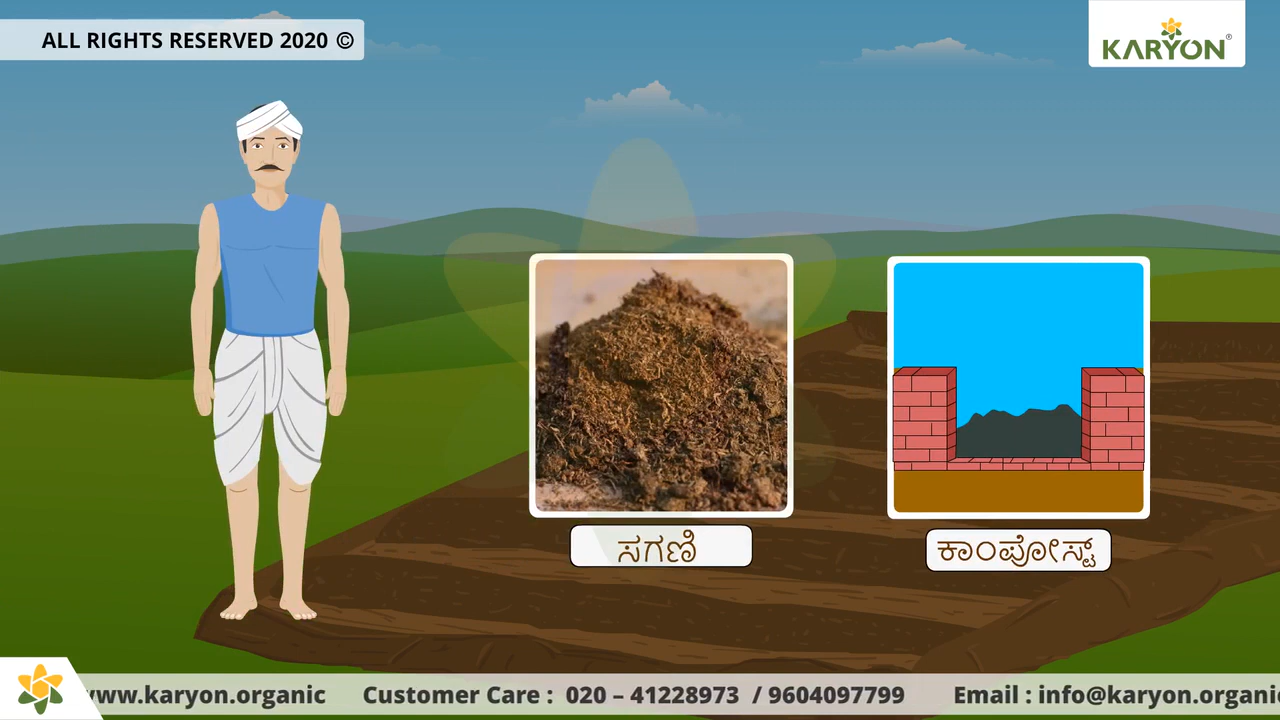 ALL RIGHTS RESERVED 2020 ©
KARYON®
ಸಗಣಿ
ಕಾಂಪೋಸ್ಟ್
www.karyon.organic Customer Care : 020 – 41228973 / 9604097799 Email : info@karyon.organic